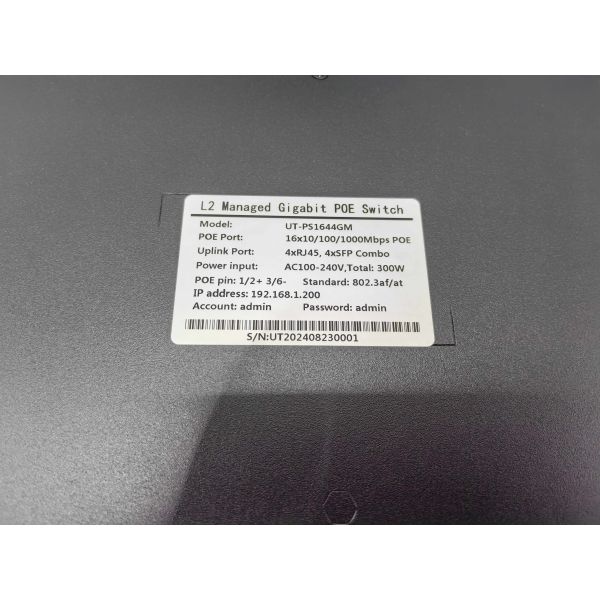 L2 Managed Gigabit POE Switch
Model: UT-PS1644GM
POE Port: 16x10/100/1000Mbps POE
Uplink Port: 4xRJ45, 4xSFP Combo
Power input: AC100-240V,Total: 300W
POE pin: 1/2+ 3/6- Standard: 802.3af/at
IP address: 192.168.1.200
Account: admin Password: admin
S/N:UT202408230001